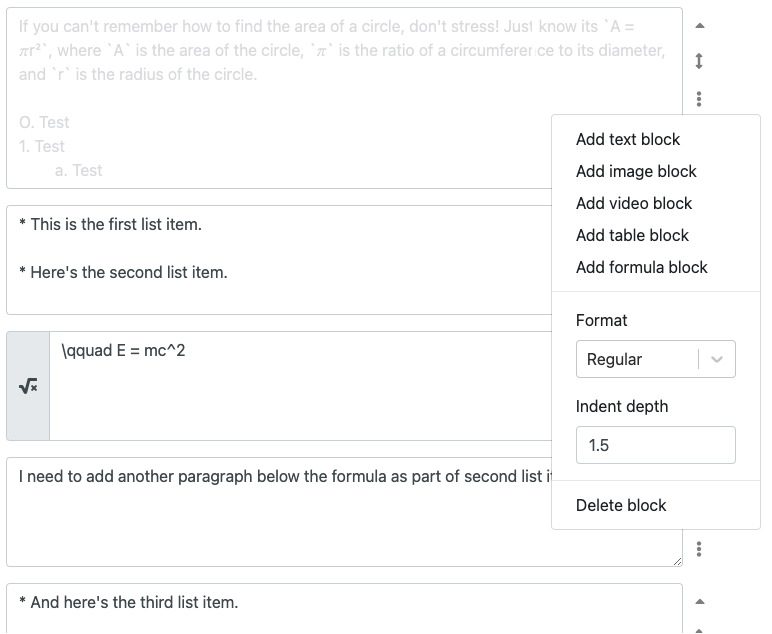 If you can't remember how to find the area of a circle, don't stress! Just know its `A =
πr²`, where `A` is the area of the circle, `π` is the ratio of a circumference to its diameter,
and `r` is the radius of the circle.
0. Test
1. Test
a. Test
Add text block
Add image block
Add video block
Add table block
Add formula block
Format
Regular
Indent depth
1.5
Delete block
* This is the first list item.
* Here's the second list item.
\qquad E = mc^2
I need to add another paragraph below the formula as part of second list
* And here's the third list item.